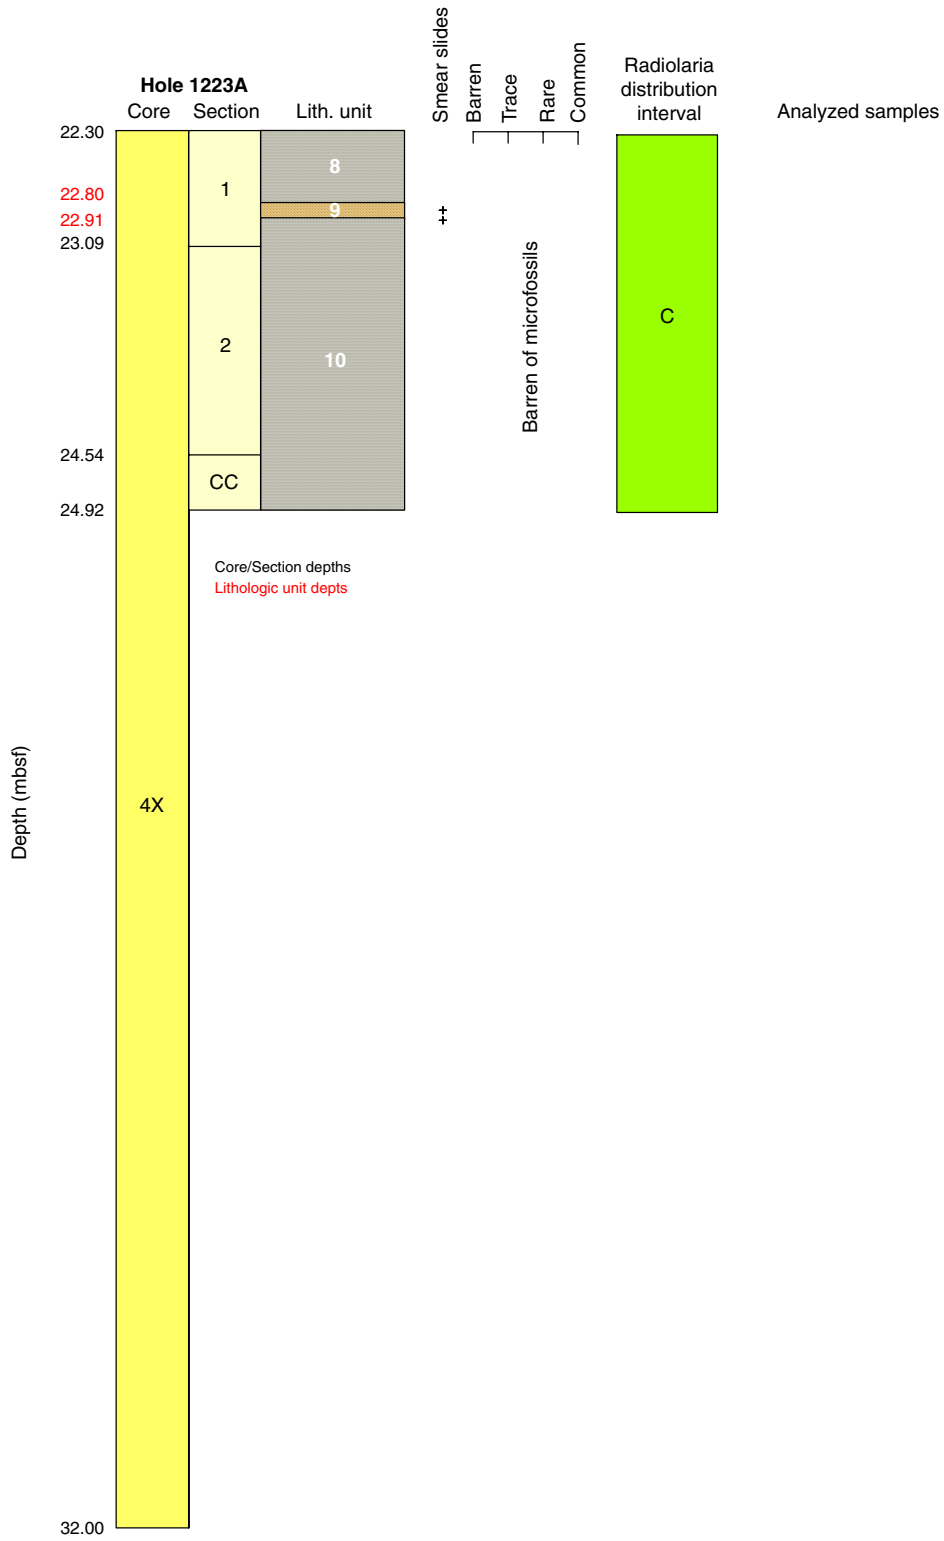 Hole 1223A
Core Section Lith. unit
Smear slides
Barren
Trace
Rare
Common
Radiolaria
distribution
interval
Analyzed samples
22.30
8
1
22.80
9
++
22.91
23.09
Barren of microfossils
C
2
10
24.54
CC
24.92
Core/Section depths
Lithologic unit depts
Depth (mbsf)
4X
32.00